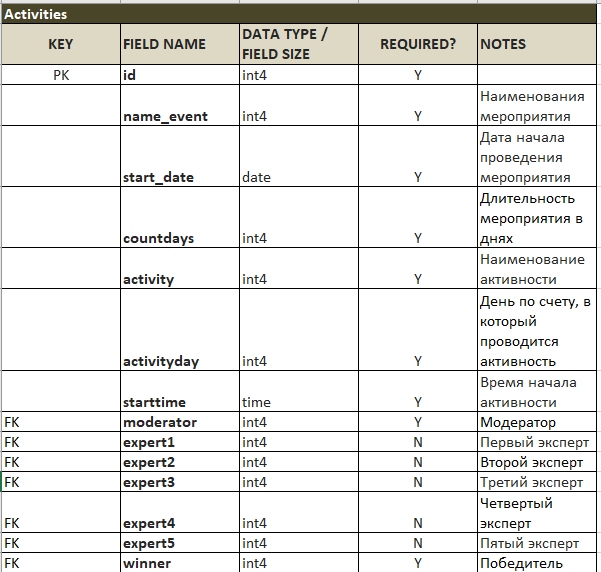 Activities
KEY FIELD NAME DATA TYPE / FIELD SIZE REQUIRED? NOTES
PK id int4 Y
name_event int4 Y Наименования мероприятия
start_date date Y Дата начала проведения мероприятия
countdays int4 Y Длительность мероприятия в днях
activity int4 Y Наименование активности
activityday int4 Y День по счету, в который проводится активность
starttime time Y Время начала активности
FK moderator int4 Y Модератор
FK expert1 int4 N Первый эксперт
FK expert2 int4 N Второй эксперт
FK expert3 int4 N Третий эксперт
FK expert4 int4 N Четвертый эксперт
FK expert5 int4 N Пятый эксперт
FK winner int4 Y Победитель